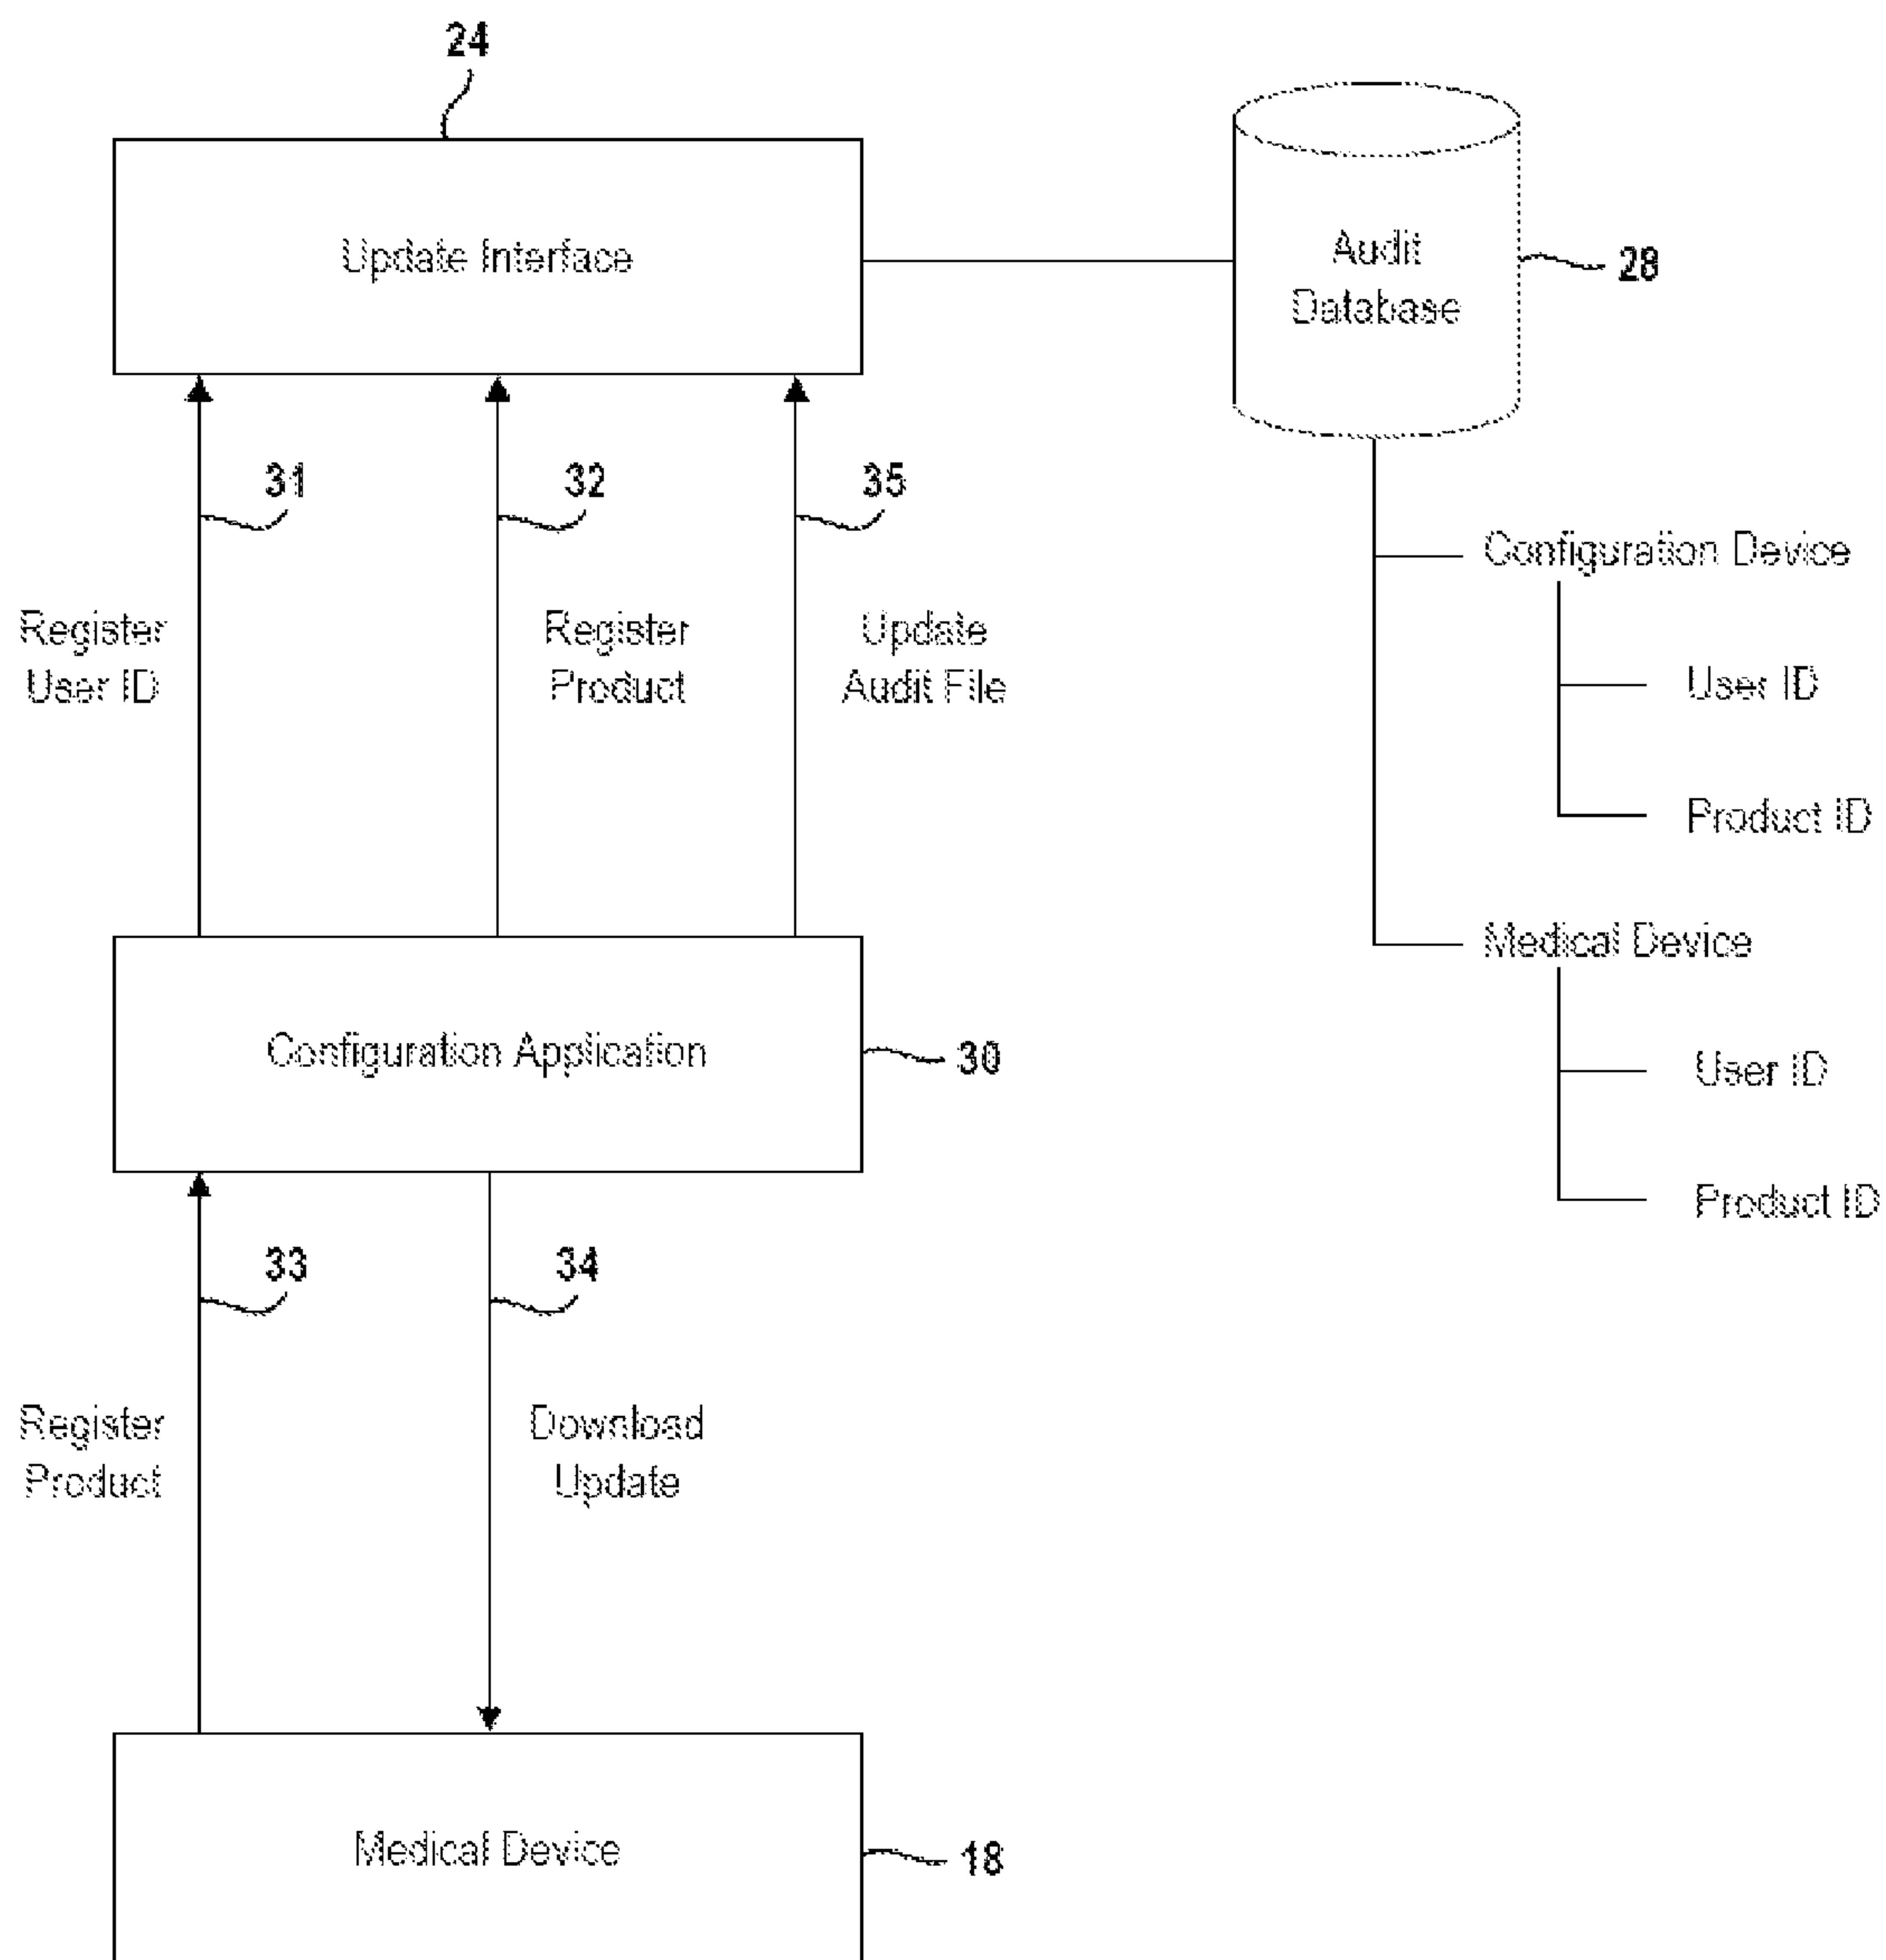 24
Update Interface
Audit
Database
28
31
32
35
Register
User ID
Register
Product
Update
Audit File
Configuration Device
User ID
Product ID
Medical Device
User ID
Product ID
Configuration Application
30
33
34
Register
Product
Download
Update
Medical Device
18